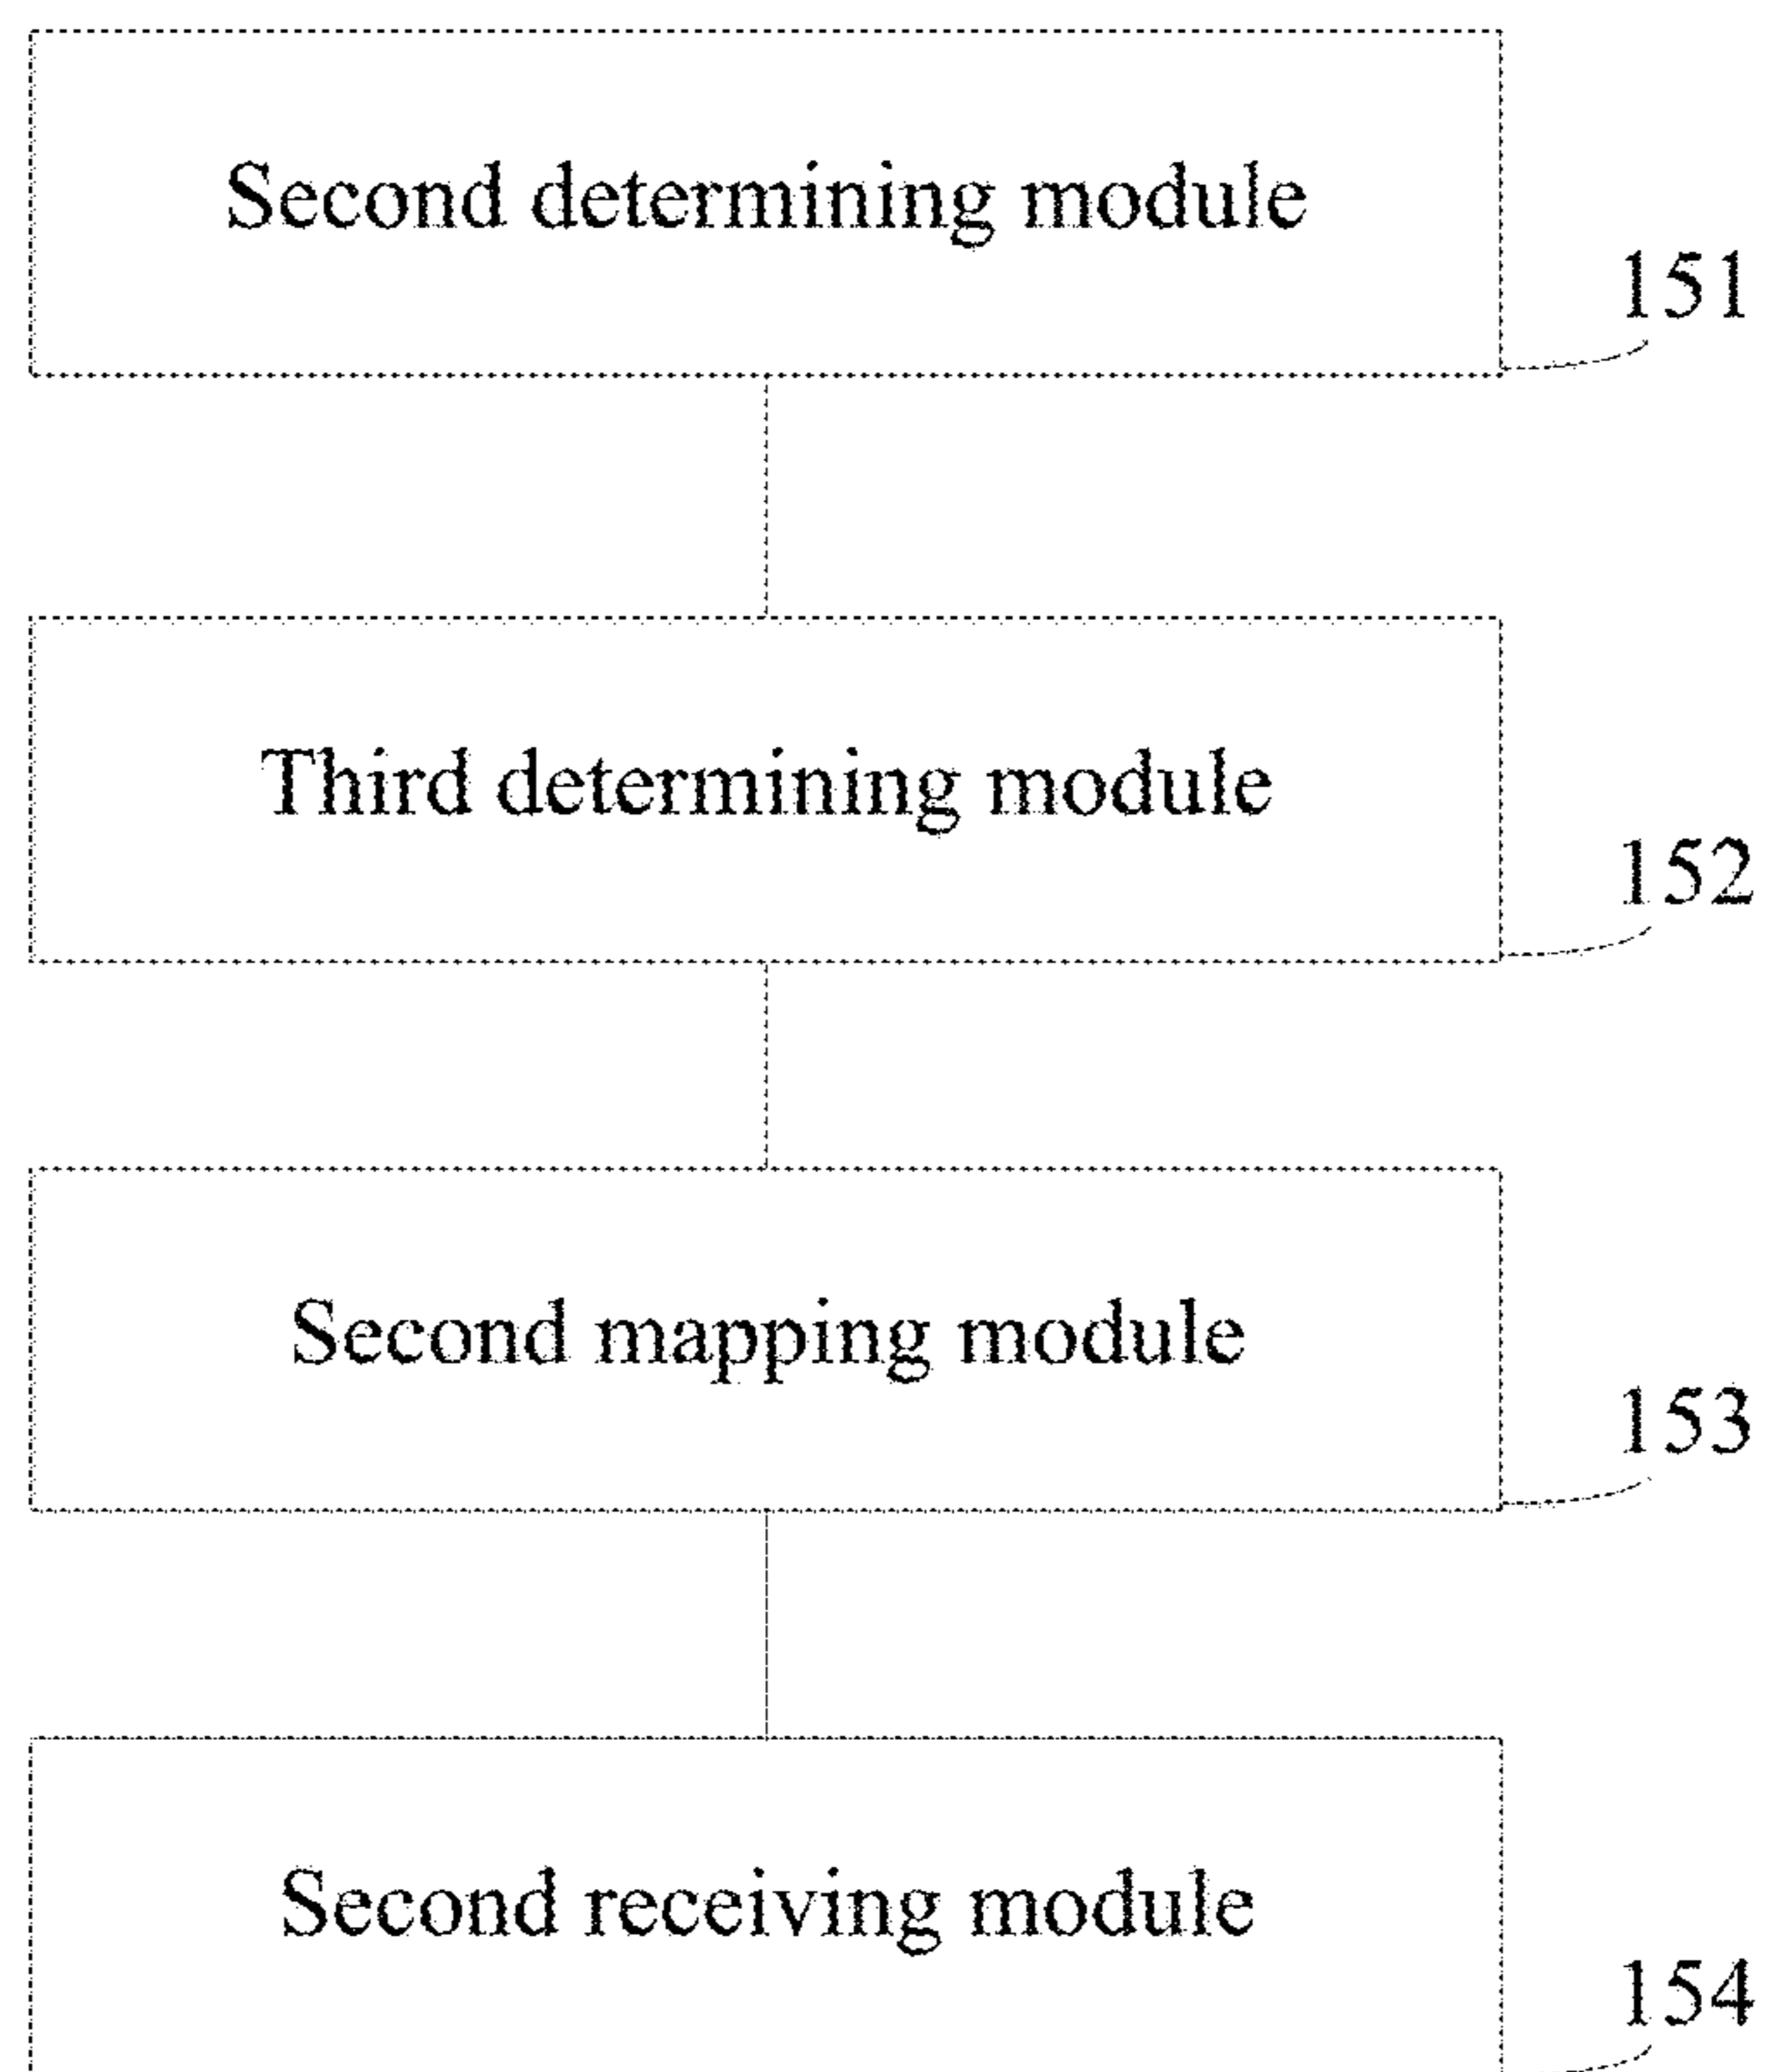 Second determining module
151
Third determining module
152
Second mapping module
153
Second receiving module
154